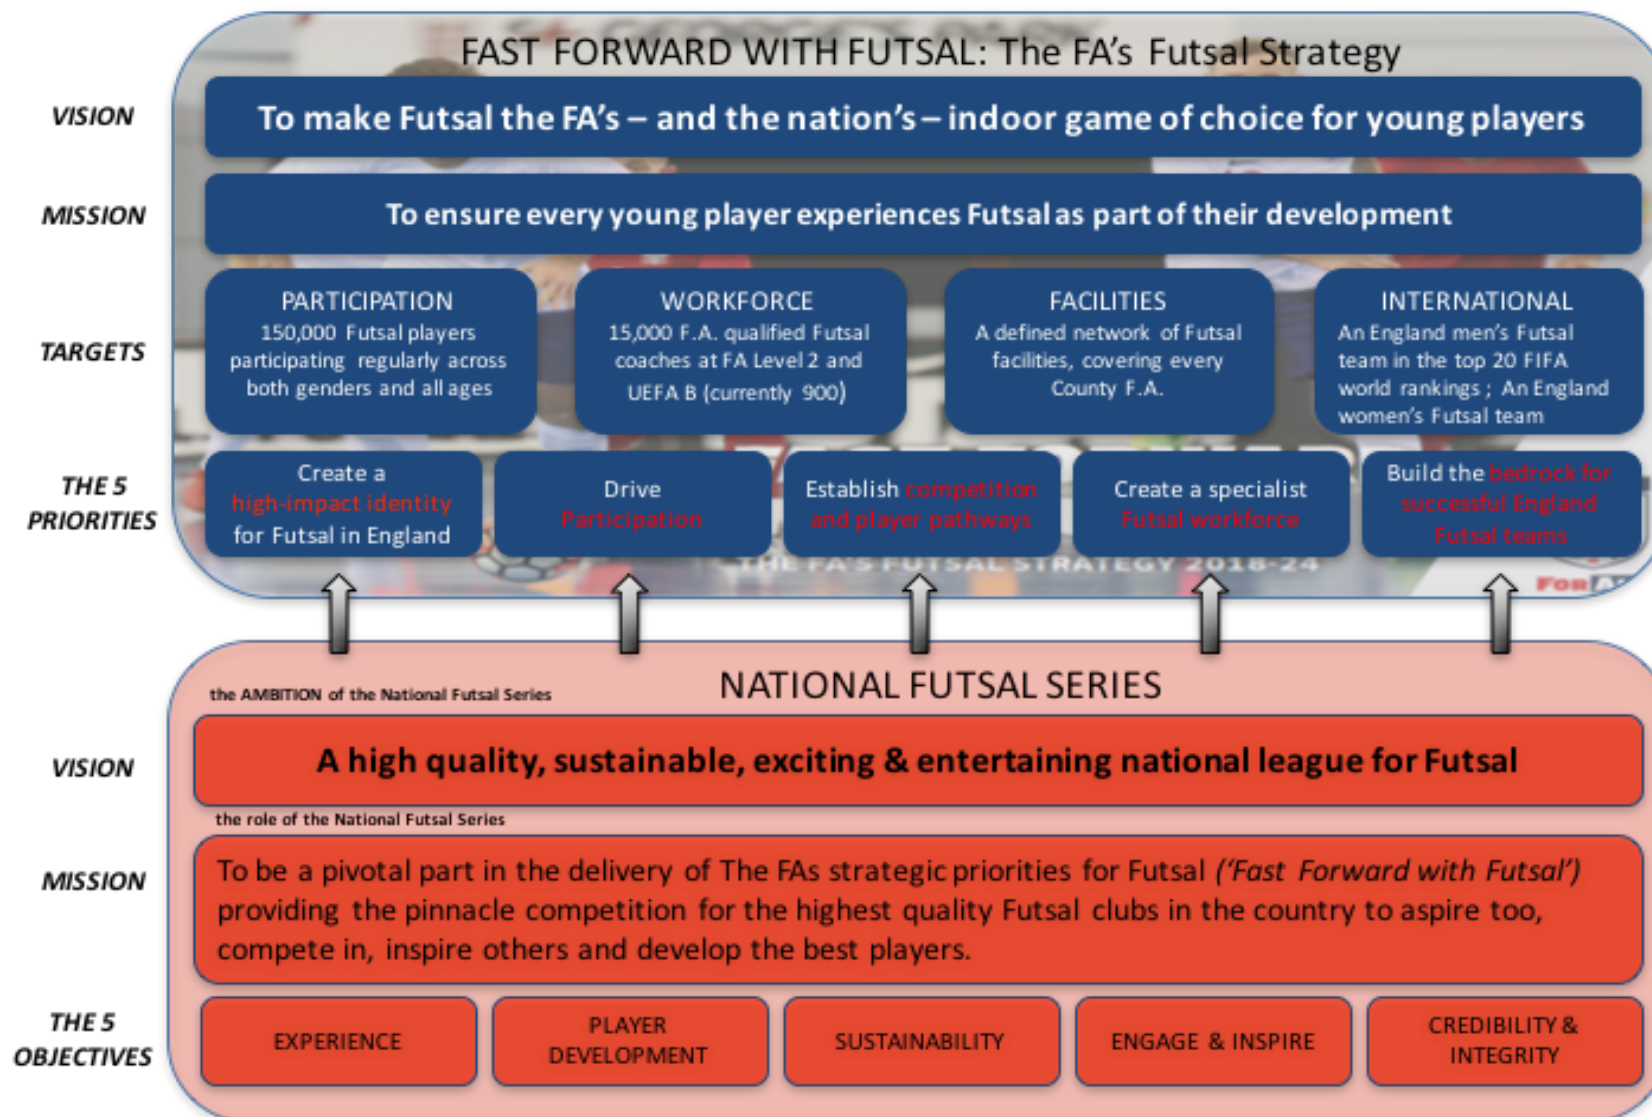 FAST FORWARD WITH FUTSAL: The FA's Futsal Strategy
VISION
To make Futsal the FA's – and the nation's – indoor game of choice for young players
MISSION
To ensure every young player experiences Futsal as part of their development
TARGETS
PARTICIPATION
150,000 Futsal players
participating regularly across
both genders and all ages
WORKFORCE
15,000 F.A. qualified Futsal
coaches at FA Level 2 and
UEFA B (currently 900)
FACILITIES
A defined network of Futsal
facilities, covering every
County F.A.
INTERNATIONAL
An England men's Futsal
team in the top 20 FIFA
world rankings ; An England
women's Futsal team
THE 5
PRIORITIES
Create a
high-impact identity
for Futsal in England
Drive
Participation
Establish competition
and player pathways
Create a specialist
Futsal workforce
Build the bedrock for
successful England
Futsal teams
THE FA'S FUTSAL STRATEGY 2018-24
FOR ALL
NATIONAL FUTSAL SERIES
the AMBITION of the National Futsal Series
VISION
A high quality, sustainable, exciting & entertaining national league for Futsal
the role of the National Futsal Series
MISSION
To be a pivotal part in the delivery of The FAs strategic priorities for Futsal ('Fast Forward with Futsal')
providing the pinnacle competition for the highest quality Futsal clubs in the country to aspire too,
compete in, inspire others and develop the best players.
THE 5
OBJECTIVES
EXPERIENCE
PLAYER
DEVELOPMENT
SUSTAINABILITY
ENGAGE & INSPIRE
CREDIBILITY &
INTEGRITY